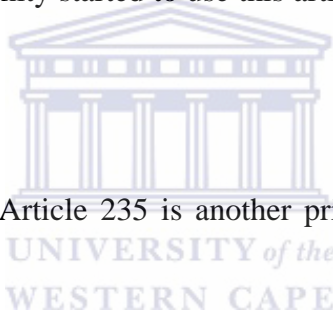 started to use this
Article 235 is another
UNIVERSITY of the
WESTERN CAPE